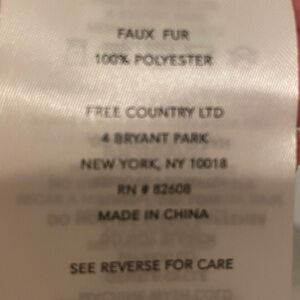 FAUX FUR
100% POLYESTER
FREE COUNTRY LTD
4 BRYANT PARK
NEW YORK, NY 10018
RN # 82608
MADE IN CHINA
SEE REVERSE FOR CARE